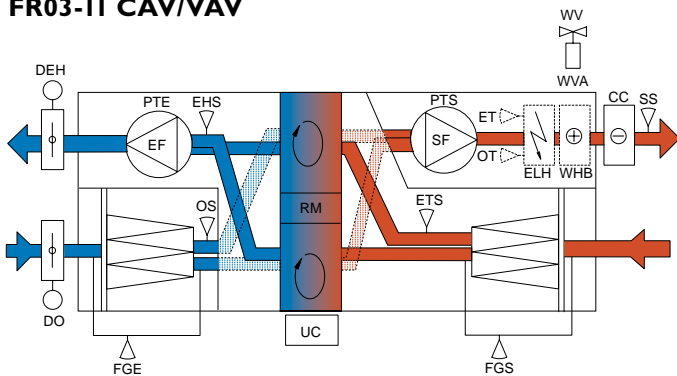 FR03-11 CAV/VAV
WV
WVA
DEH
PTE
EHS
PTS
ET
OT
CC
SS
EF
SF
ELH
WHB
RM
OS
ETS
DO
UC
FGE
FGS